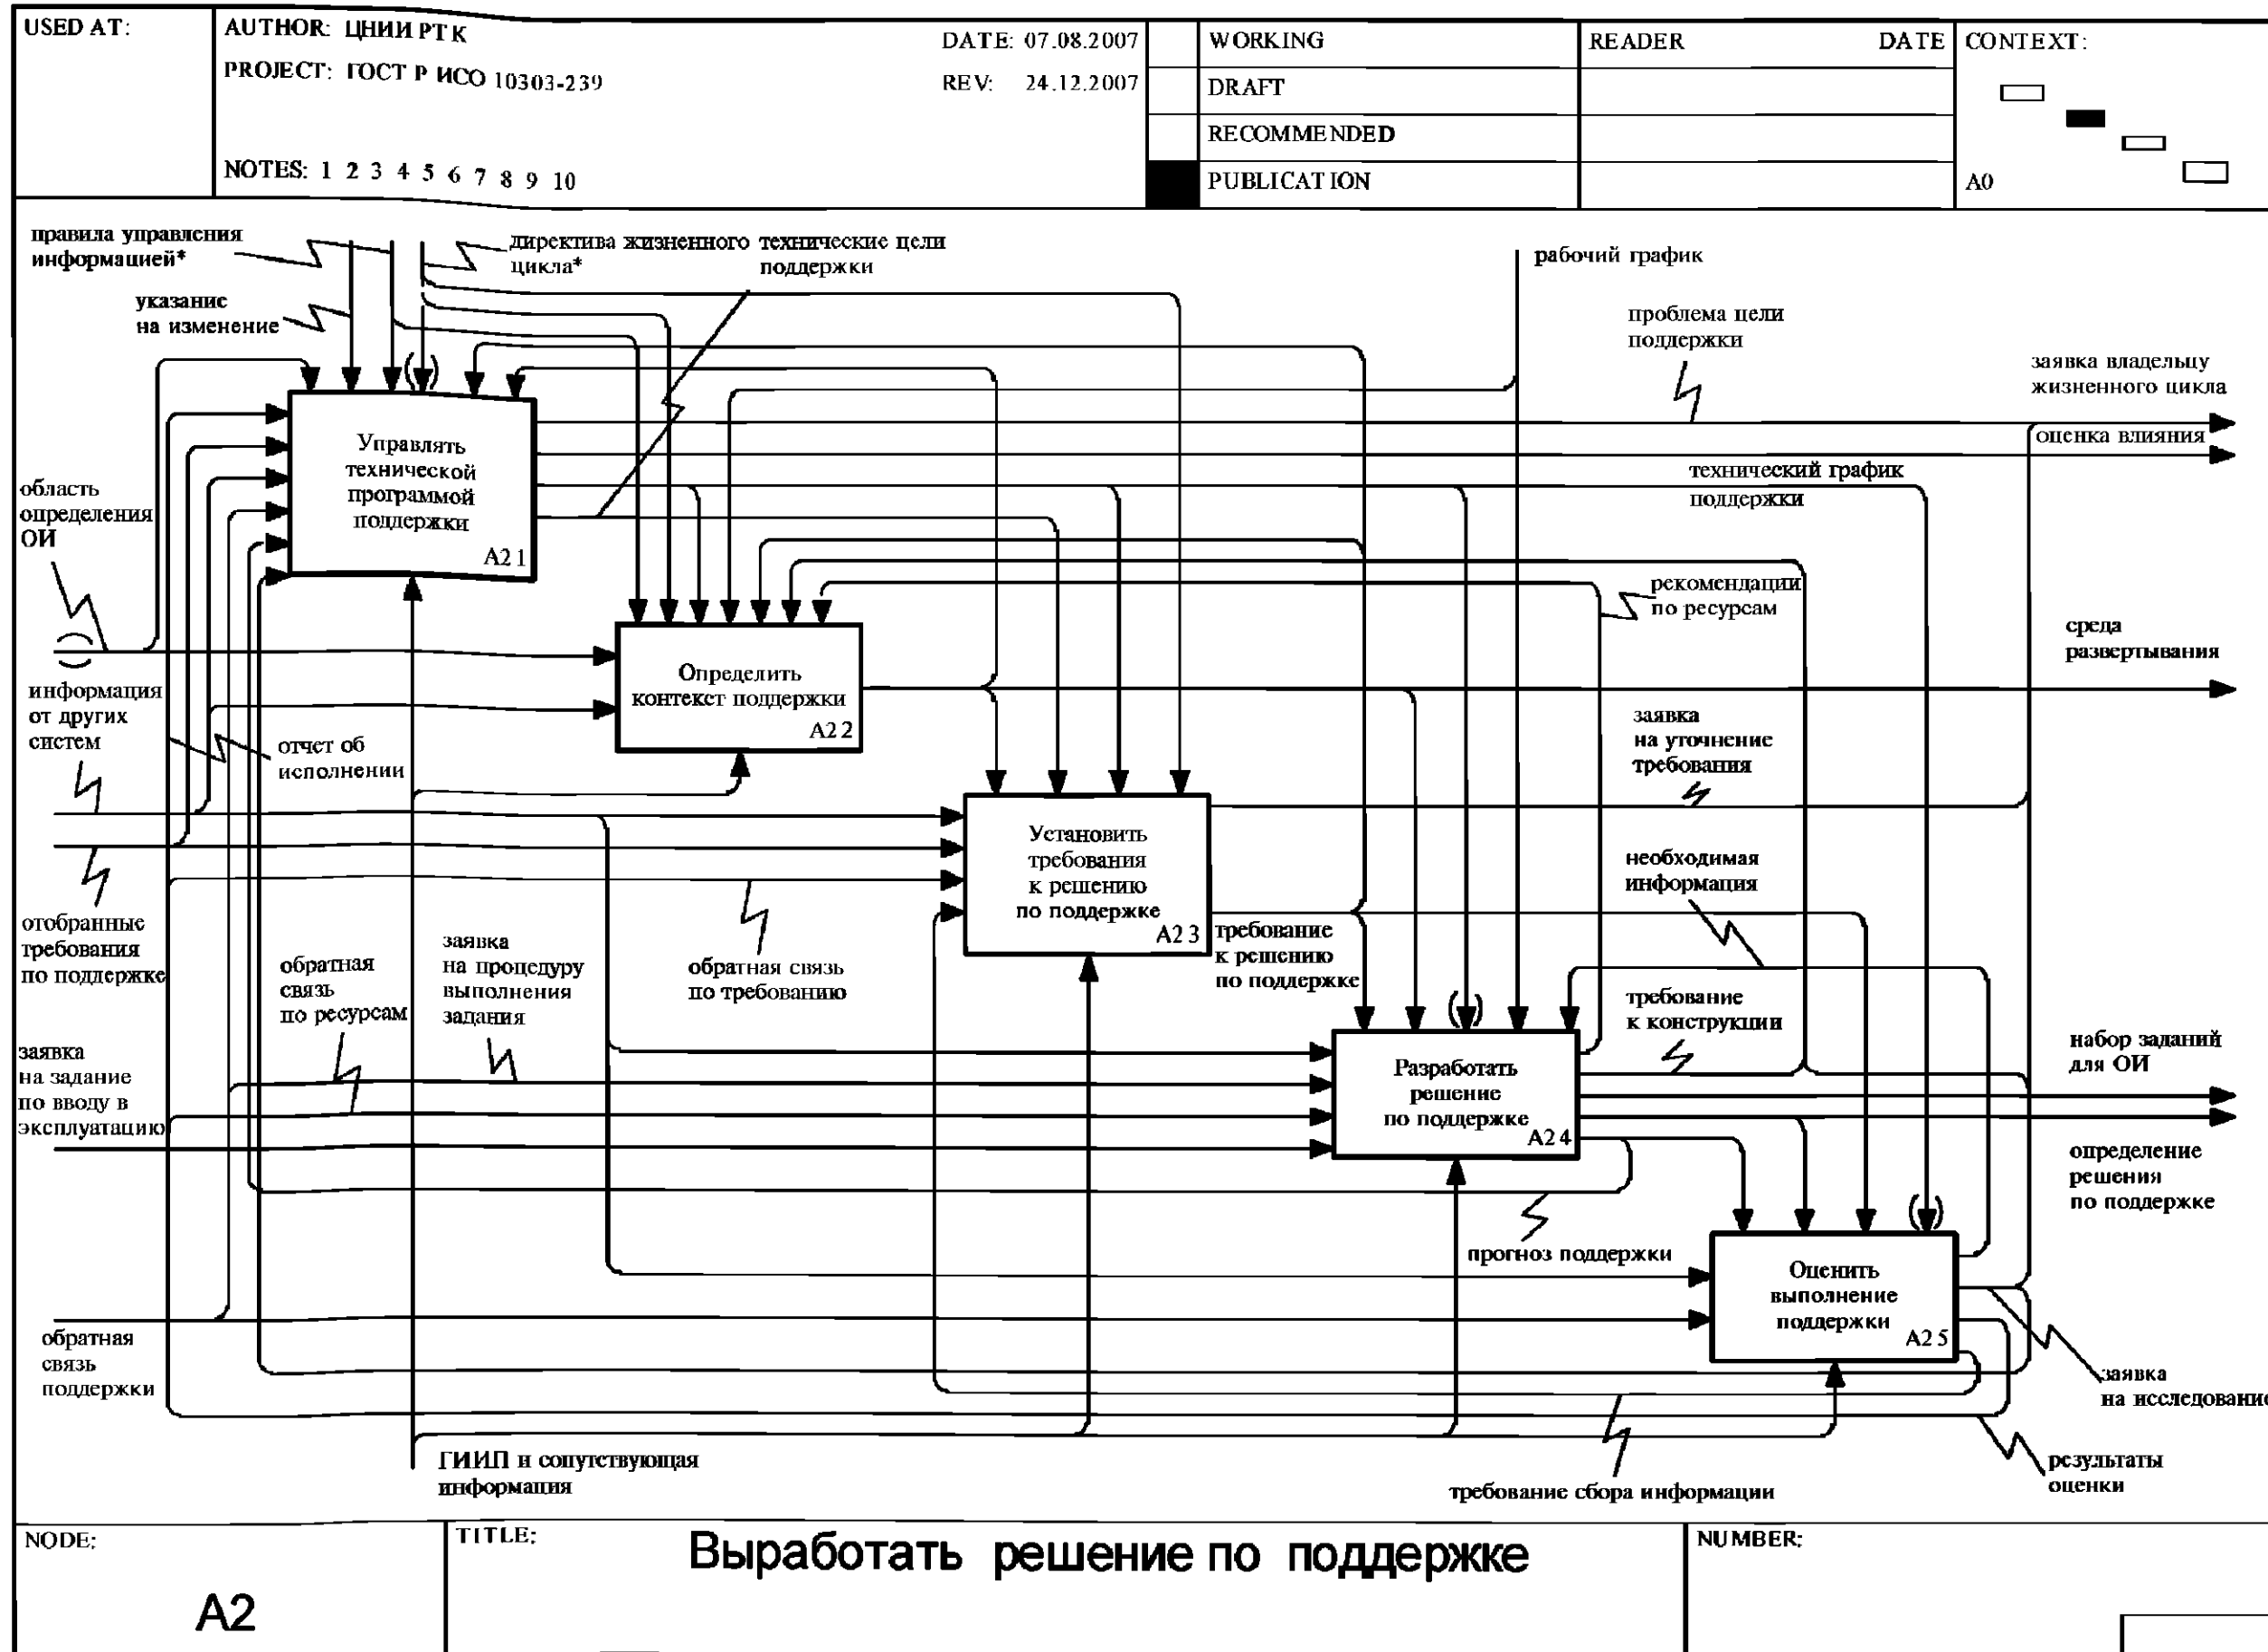 USED AT:
AUTHOR: ЦНИИ РТК
PROJECT: ГОСТ Р ИСО 10303-239
DATE: 07.08.2007
REV: 24.12.2007
NOTES: 1 2 3 4 5 6 7 8 9 10
WORKING
DRAFT
RECOMMENDED
PUBLICATION
READER DATE
CONTEXT:
A0
правила управления
информацией*
указание
на изменение
директива жизненного
цикла*
технические цели
поддержки
рабочий график
проблема цели
поддержки
заявка владельцу
жизненного цикла
оценка влияния
технический график
поддержки
Управлять
технической
программой
поддержки
A21
область
определения
ОИ
рекомендации
по ресурсам
среда
развертывания
Определить
контекст поддержки
A22
информация
от других
систем
отчет об
исполнении
заявка
на уточнение
требования
Установить
требования
к решению
по поддержке
A23
необходимая
информация
отобранные
требования
по поддержке
обратная
связь
по ресурсам
заявка
на процедуру
выполнения
задания
обратная связь
по требованию
требование
к решению
по поддержке
требование
к конструкции
заявка
на задание
по вводу в
эксплуатацию
Разработать
решение
по поддержке
A24
набор заданий
для ОИ
определение
решения
по поддержке
прогноз поддержки
Оценить
выполнение
поддержки
A25
обратная
связь
поддержки
заявка
на исследование
ГИИП и сопутствующая
информация
требование сбора информации
результаты
оценки
NODE:
A2
TITLE:
Выработать решение по поддержке
NUMBER: